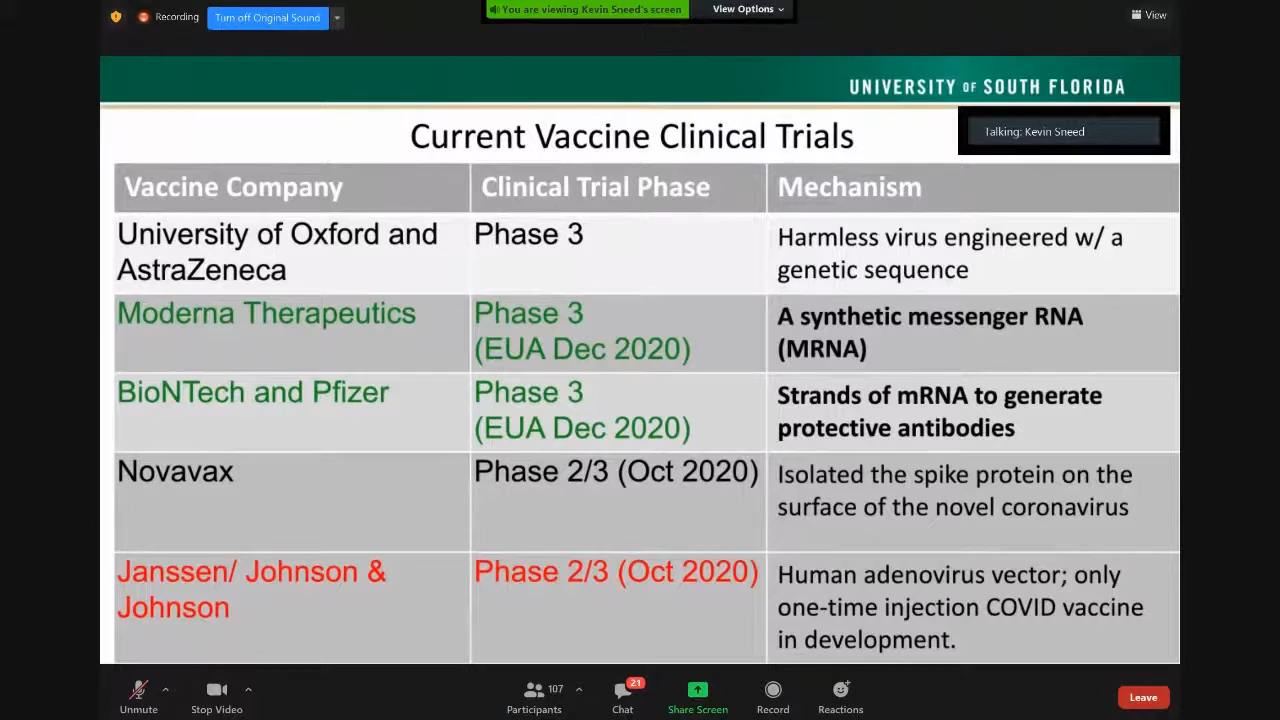 Recording
Turn off Original Sound
You are viewing Kevin Sneed's screen
View Options
View
UNIVERSITY OF SOUTH FLORIDA
Talking: Kevin Sneed
Current Vaccine Clinical Trials
Vaccine Company
Clinical Trial Phase
Mechanism
University of Oxford and
AstraZeneca
Phase 3
Harmless virus engineered w/ a
genetic sequence
Moderna Therapeutics
Phase 3
(EUA Dec 2020)
A synthetic messenger RNA
(MRNA)
BioNTech and Pfizer
Phase 3
(EUA Dec 2020)
Strands of mRNA to generate
protective antibodies
Novavax
Phase 2/3 (Oct 2020)
Isolated the spike protein on the
surface of the novel coronavirus
Janssen/ Johnson &
Johnson
Phase 2/3 (Oct 2020)
Human adenovirus vector; only
one-time injection COVID vaccine
in development.
Unmute
Stop Video
107
Participants
21
Chat
Share Screen
Record
Reactions
Leave